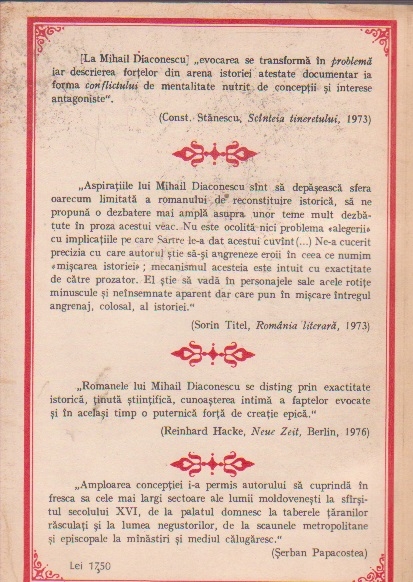 [La Mihail Diaconescu] „evocarea se transformă în problemă
iar descrierea forțelor din arena istoriei atestate documentar ia
forma conflictului de mentalitate nutrit de concepții și interese
antagoniste“.
(Const. Stănescu, Scînteia tineretului, 1973)
„Aspirațiile lui Mihail Diaconescu sînt să depășească sfera
oarecum limitată a romanului de reconstituire istorică, să ne
propună o dezbatere mai amplă asupra unor teme mult dezbă-
tute în proza acestui veac. Nu este ocolită nici problema «alegerii»
cu implicațiile pe care Sartre le-a dat acestui cuvînt (...) Ne-a cucerit
precizia cu care autorul știe să-și angreneze eroii în ceea ce numim
«mișcarea istoriei» ; mecanismul acesteia este intuit cu exactitate
de către prozator. El știe să vadă în personajele sale acele rotițe
minuscule și neînsemnate aparent dar care pun în mișcare întregul
angrenaj, colosal, al istoriei.“
(Sorin Titel, România literară, 1973)
„Romanele lui Mihail Diaconescu se disting prin exactitate
istorică, ținută științifică, cunoașterea intimă a faptelor evocate
și în același timp o puternică forță de creație epică.“
(Reinhard Hacke, Neue Zeit, Berlin, 1976)
„Amploarea concepției i-a permis autorului să cuprindă în
fresca sa cele mai largi sectoare ale lumii moldovenești la sfîrși-
tul secolului XVI, de la palatul domnesc la taberele țăranilor
răsculați și la lumea negustorilor, de la scaunele metropolitane
și episcopale la mînăstiri și mediul călugăresc.“
(Șerban Papacostea)
Lei 17,50